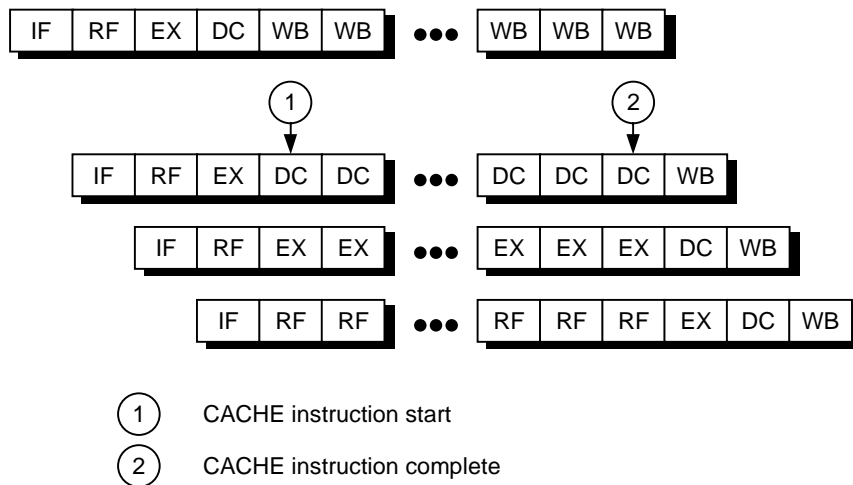 IF RF EX DC WB WB ●●● WB WB WB
1 2
IF RF EX DC DC ●●● DC DC DC WB
IF RF EX EX ●●● EX EX EX DC WB
IF RF RF ●●● RF RF RF EX DC WB
1 CACHE instruction start
2 CACHE instruction complete